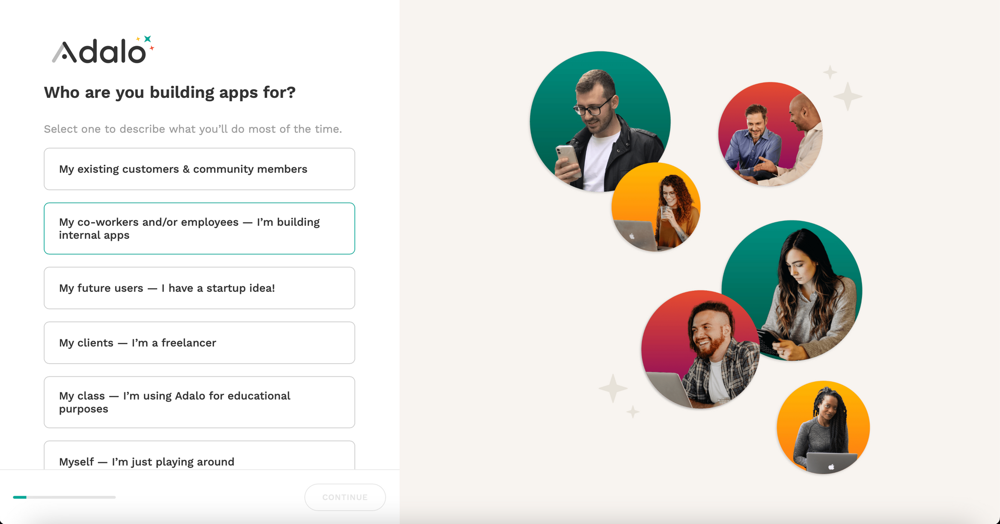 Adalo
Who are you building apps for?
Select one to describe what you’ll do most of the time.
My existing customers & community members
My co-workers and/or employees — I’m building
internal apps
My future users — I have a startup idea!
My clients — I’m a freelancer
My class — I’m using Adalo for educational
purposes
Myself — I’m just playing around
CONTINUE